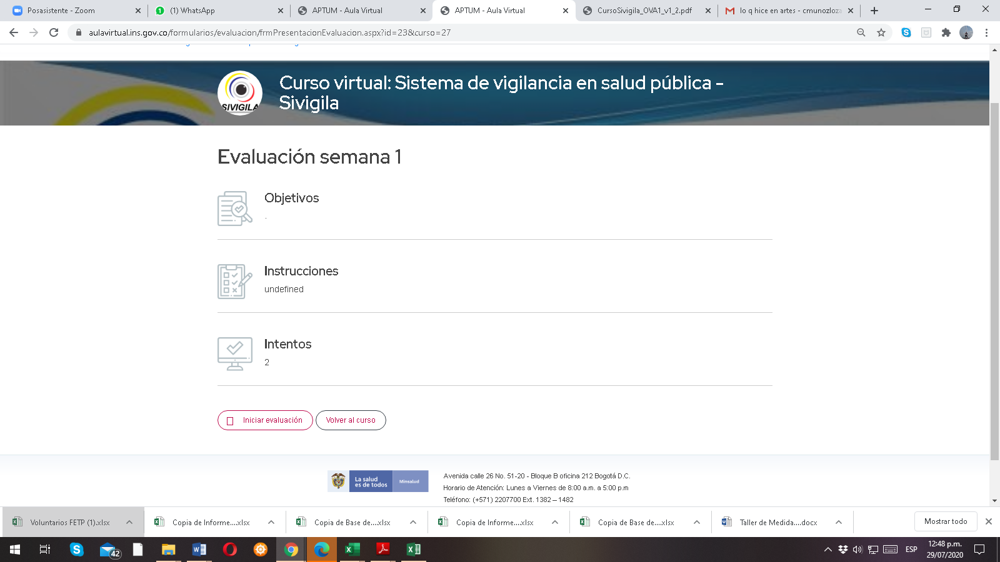 Posasistente - Zoom
(1) WhatsApp
APTUM - Aula Virtual
APTUM - Aula Virtual
CursoSivigila_OVA1_v1_2.pdf
lo q hice en artes - cmunozloza
aulavirtual.ins.gov.co/formularios/evaluacion/frmPresentacionEvaluacion.aspx?id=23&curso=27
SIVIGILA
Curso virtual: Sistema de vigilancia en salud pública -
Sivigila
Evaluación semana 1
Objetivos
.
Instrucciones
undefined
Intentos
2
Iniciar evaluación
Volver al curso
La salud
es de todos
Minsalud
Avenida calle 26 No. 51-20 - Bloque B oficina 212 Bogotá D.C.
Horario de Atención: Lunes a Viernes de 8:00 a.m. a 5:00 p.m
Teléfono: (+571) 2207700 Ext. 1382 – 1482
Voluntarios FETP (1).xlsx
Copia de Informe....xlsx
Copia de Base de....xlsx
Copia de Informe....xlsx
Copia de Base de....xlsx
Taller de Medida....docx
Mostrar todo
42
ESP
12:48 p.m.
29/07/2020